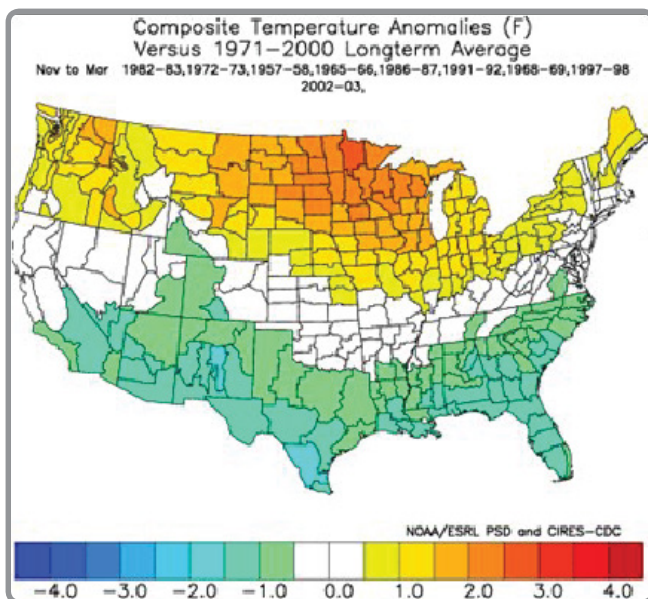 Composite Temperature Anomalies (F)
Versus 1971−2000 Longterm Average
Nov to Mar 1982−83,1972−73,1957−58,1965−66,1986−87,1991−92,1968−69,1997−98
2002−03,
NOAA/ESRL PSD and CIRES−CDC
−4.0 −3.0 −2.0 −1.0 0.0 1.0 2.0 3.0 4.0